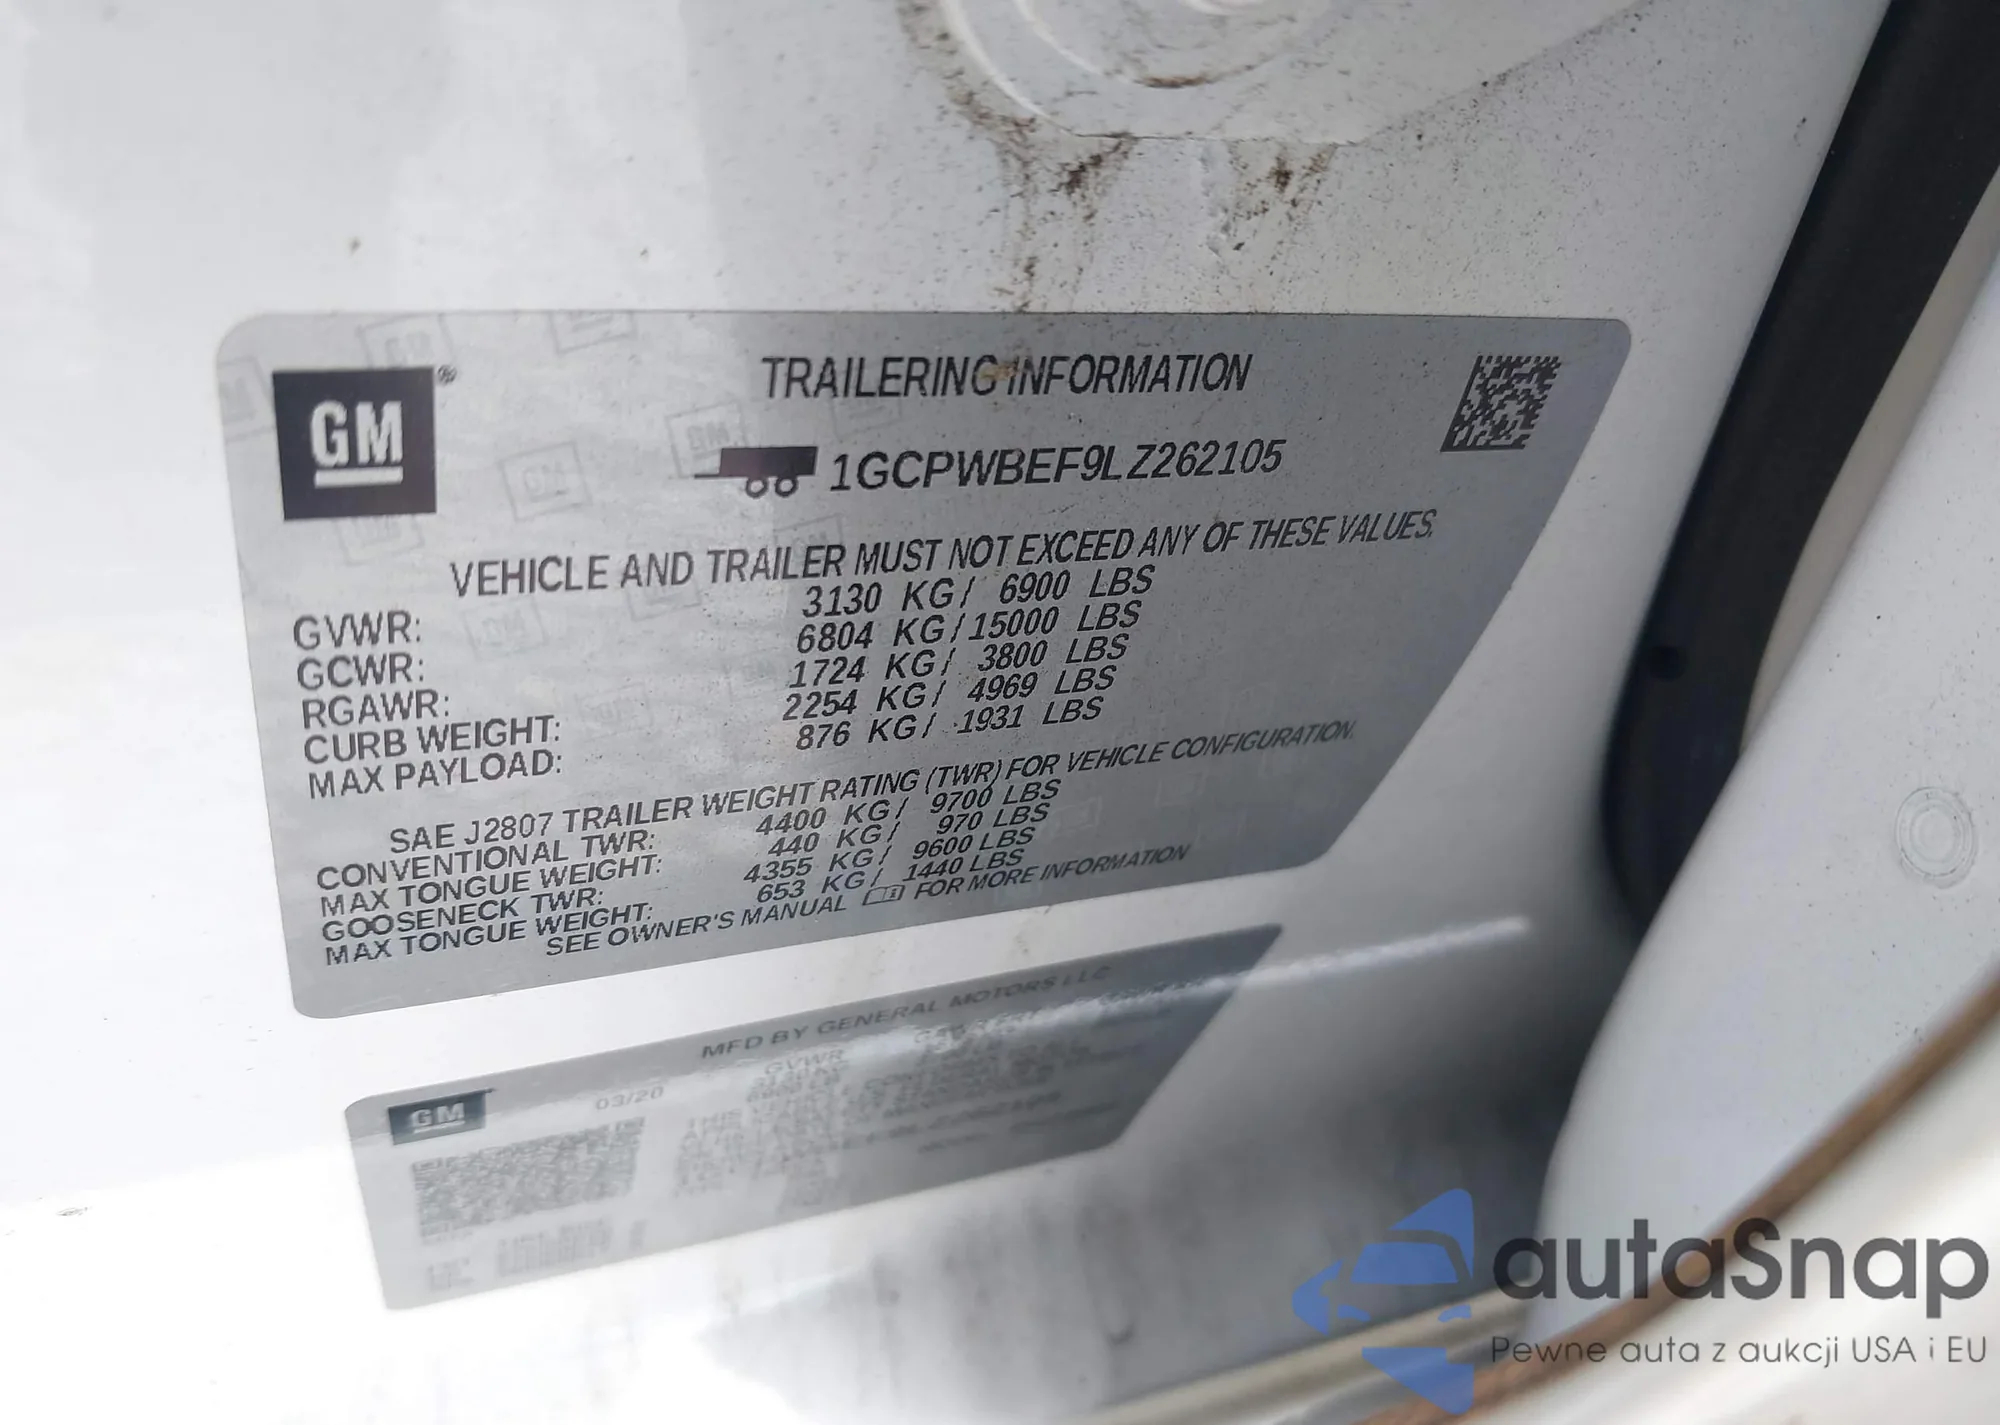 GM®
TRAILERING INFORMATION
1GCPWBEF9LZ262105
VEHICLE AND TRAILER MUST NOT EXCEED ANY OF THESE VALUES.
GVWR: 3130 KG/ 6900 LBS
GCWR: 6804 KG/15000 LBS
RGAWR: 1724 KG/ 3800 LBS
CURB WEIGHT: 2254 KG/ 4969 LBS
MAX PAYLOAD: 876 KG/ 1931 LBS
SAE J2807 TRAILER WEIGHT RATING (TWR) FOR VEHICLE CONFIGURATION.
CONVENTIONAL TWR: 4400 KG/ 9700 LBS
MAX TONGUE WEIGHT: 440 KG/ 970 LBS
GOOSENECK TWR: 4355 KG/ 9600 LBS
MAX TONGUE WEIGHT: 653 KG/ 1440 LBS
SEE OWNER'S MANUAL FOR MORE INFORMATION
MFD BY GENERAL MOTORS LLC
GM
03/20
GVWR
autaSnap
Pewne auta z aukcji USA i EU